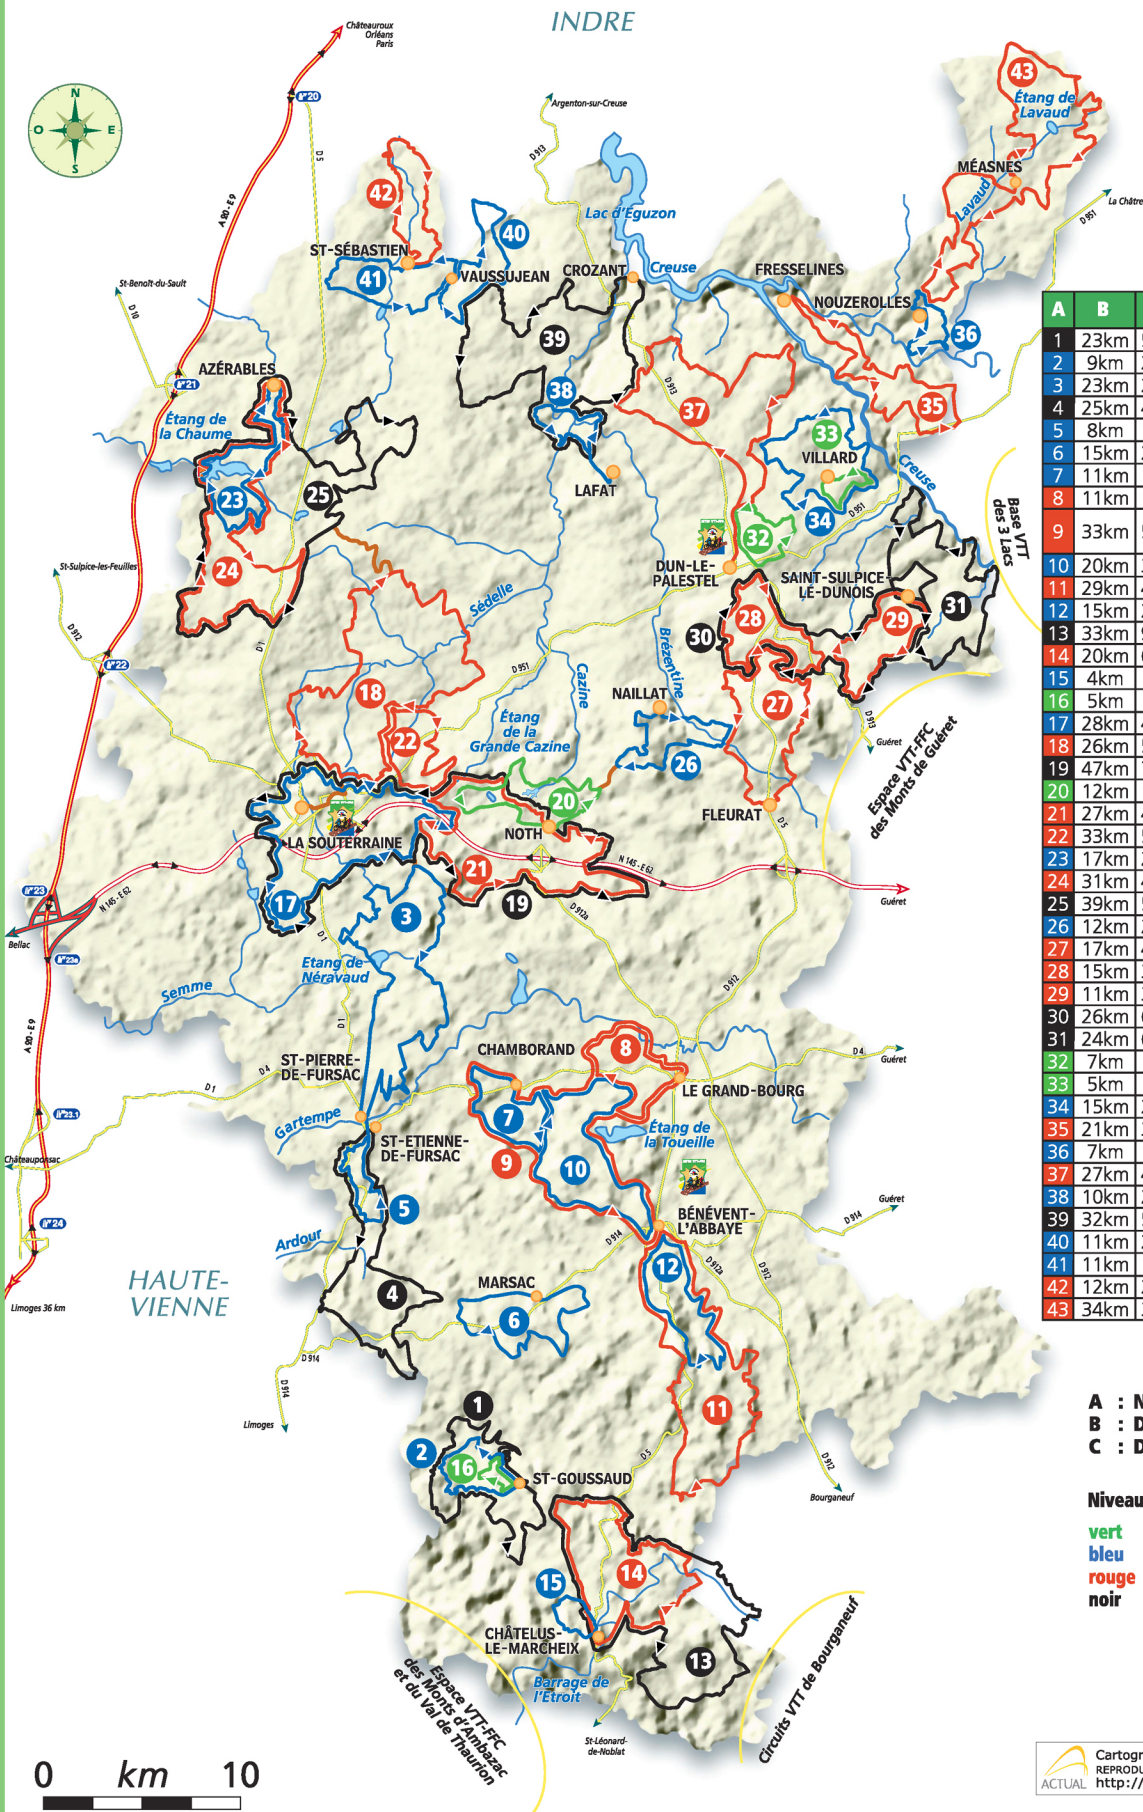 INDRE
Châteauroux
Orléans
Paris
N
O
E
S
N°20
A 20 - E 9
D 5
Argenton-sur-Creuse
D 913
43
Étang de
Lavaud
MÉASNES
Lavaud
La Châtre
D 951
42
Lac d'Eguzon
40
ST-SÉBASTIEN
41
VAUSSUJEAN
CROZANT
Creuse
FRESSELINES
NOUZEROLLES
36
St-Benoît-du-Sault
D 10
39
N°21
AZÉRABLES
Étang de
la Chaume
38
D 913
37
35
33
VILLARD
Creuse
LAFAT
25
23
34
D 951
Base VTT
des 3 Lacs
32
24
DUN-LE-
PALESTEL
SAINT-SULPICE-
LE-DUNOIS
31
St-Sulpice-les-Feuilles
D 912
Sédelle
D 1
28
29
30
Brézentine
N°22
D 951
Cazine
NAILLAT
18
27
Étang
de la
Grande Cazine
22
D 913
Guéret
Espace VTT-FFC
des Monts de Guéret
26
20
FLEURAT
D 5
NOTH
LA SOUTERRAINE
N 145 - E 62
21
N°23
N 145 - E 62
19
Guéret
17
3
D 912a
Bellac
N°23a
D 1
Etang de
Néravaud
Semme
D 912
A 20 - E 9
D 1
CHAMBORAND
8
D 4
Guéret
ST-PIERRE-
DE-FURSAC
D 4
D 1
LE GRAND-BOURG
N°23.1
Gartempe
7
Étang de
la Toueille
ST-ETIENNE-
DE-FURSAC
Châteauponsac
9
10
5
BÉNÉVENT-
L'ABBAYE
Guéret
D 914
N°24
Ardour
D 914
D 912a
D 912
HAUTE-
VIENNE
12
MARSAC
4
6
Limoges 36 km
D 914
D 914
11
1
Limoges
2
16
D 5
D 912
ST-GOUSSAUD
Bourganeuf
14
15
CHÂTELUS-
LE-MARCHEIX
13
Barrage de
l'Etroit
Espace VTT-FFC
des Monts d'Ambazac
et du Val de Thaurion
St-Léonard-
de-Noblat
Circuits VTT de Bourganeuf
0 km 10
A B
1 23km
2 9km
3 23km
4 25km
5 8km
6 15km
7 11km
8 11km
9 33km
10 20km
11 29km
12 15km
13 33km
14 20km
15 4km
16 5km
17 28km
18 26km
19 47km
20 12km
21 27km
22 33km
23 17km
24 31km
25 39km
26 12km
27 17km
28 15km
29 11km
30 26km
31 24km
32 7km
33 5km
34 15km
35 21km
36 7km
37 27km
38 10km
39 32km
40 11km
41 11km
42 12km
43 34km
A : N
B : D
C : D
Niveau
vert
bleu
rouge
noir
ACTUAL
Cartogr
REPRODU
http://